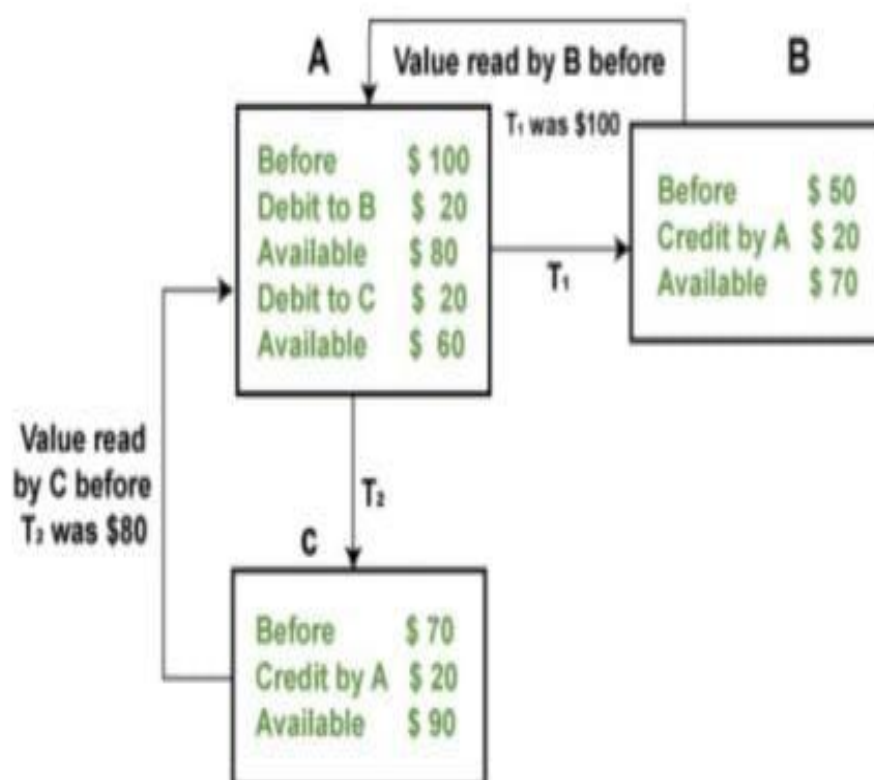 A
Value read by B before
T₁ was $100
B
Before $ 100
Debit to B $ 20
Available $ 80
Debit to C $ 20
Available $ 60
T₁
Before $ 50
Credit by A $ 20
Available $ 70
Value read
by C before
T₂ was $80
T₂
C
Before $ 70
Credit by A $ 20
Available $ 90